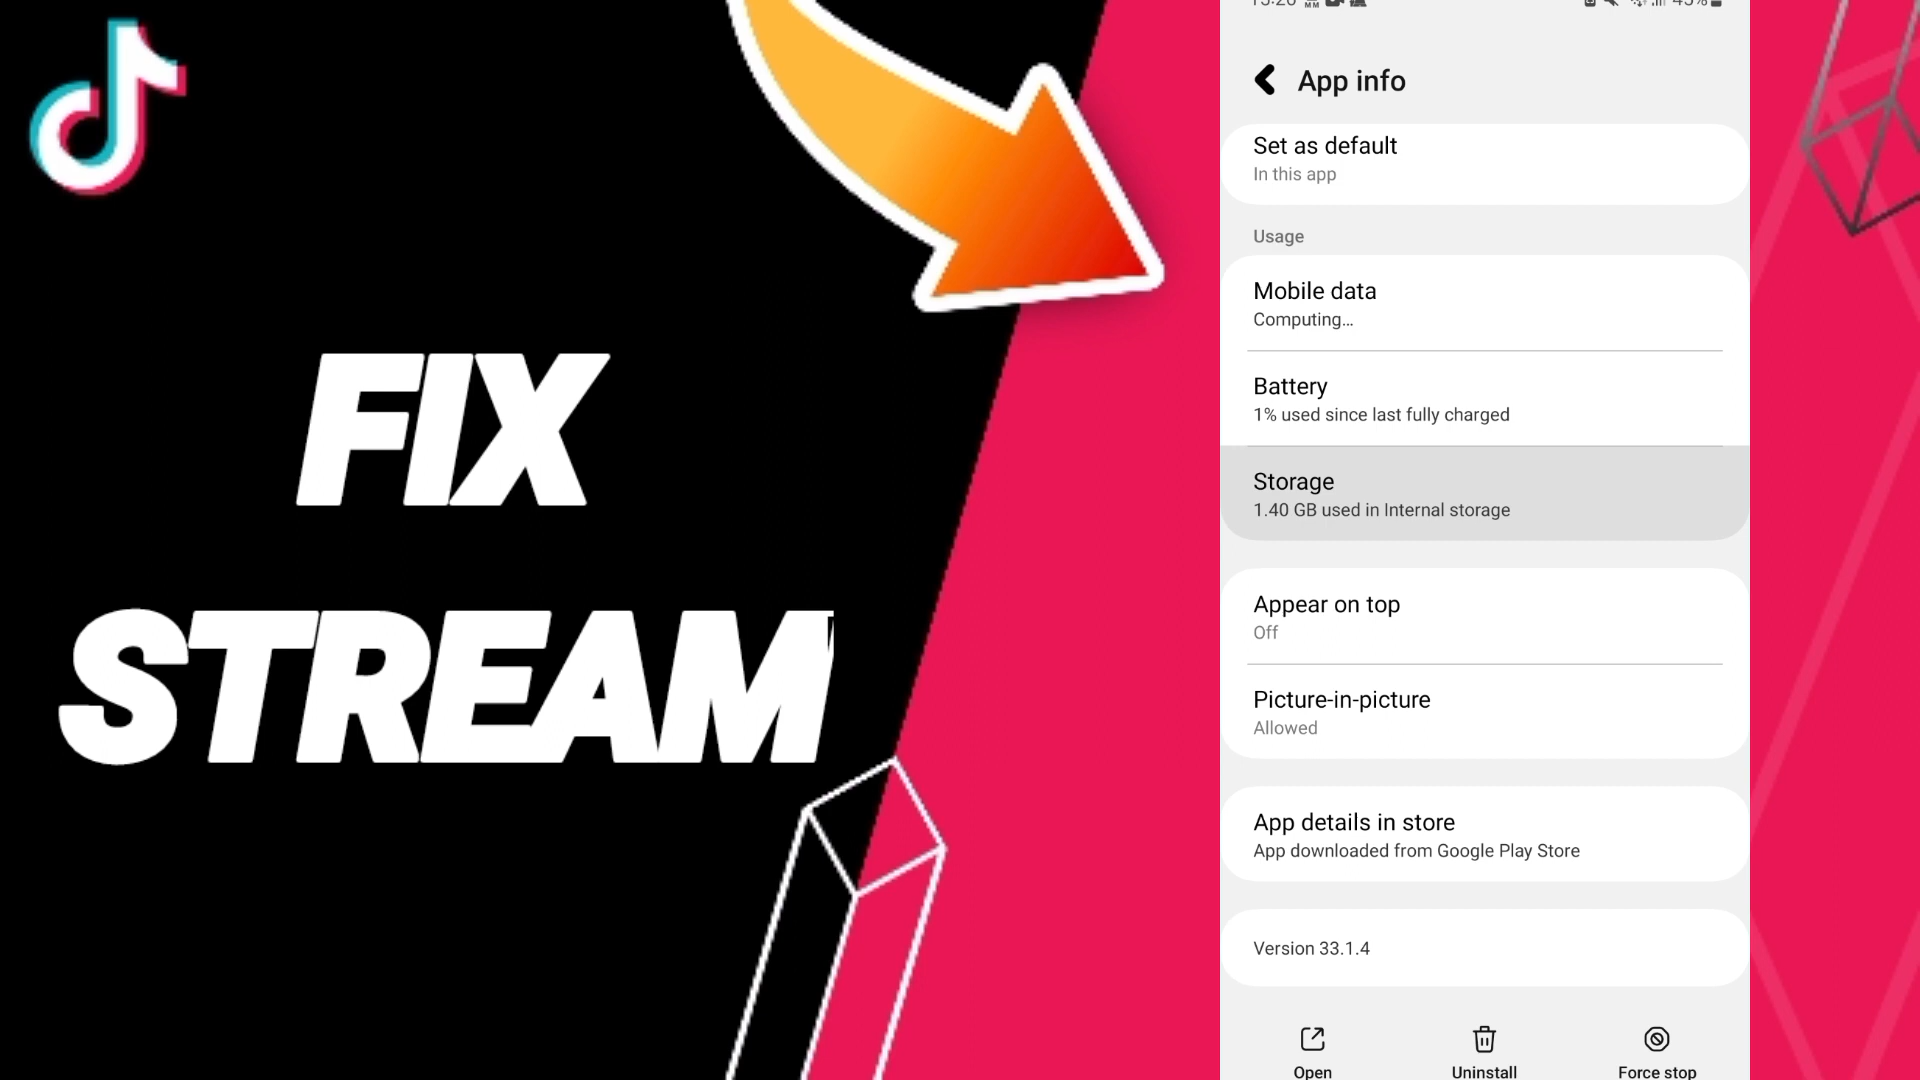 FIX
STREAM
App info
Set as default
In this app
Usage
Mobile data
Computing...
Battery
1% used since last fully charged
Storage
1.40 GB used in Internal storage
Appear on top
Off
Picture-in-picture
Allowed
App details in store
App downloaded from Google Play Store
Version 33.1.4
Open
Uninstall
Force stop